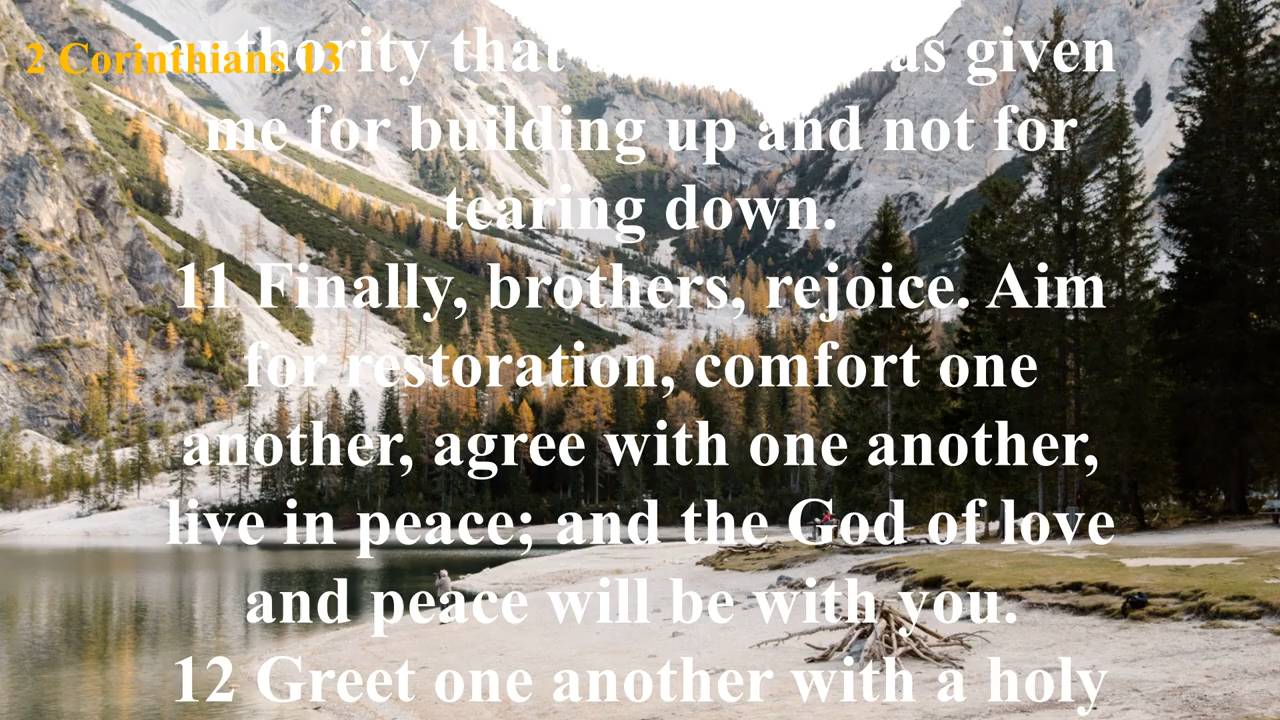 2 Corinthians 13
authority that has given
me for building up and not for
tearing down.
11 Finally, brothers, rejoice. Aim
for restoration, comfort one
another, agree with one another,
live in peace; and the God of love
and peace will be with you.
12 Greet one another with a holy